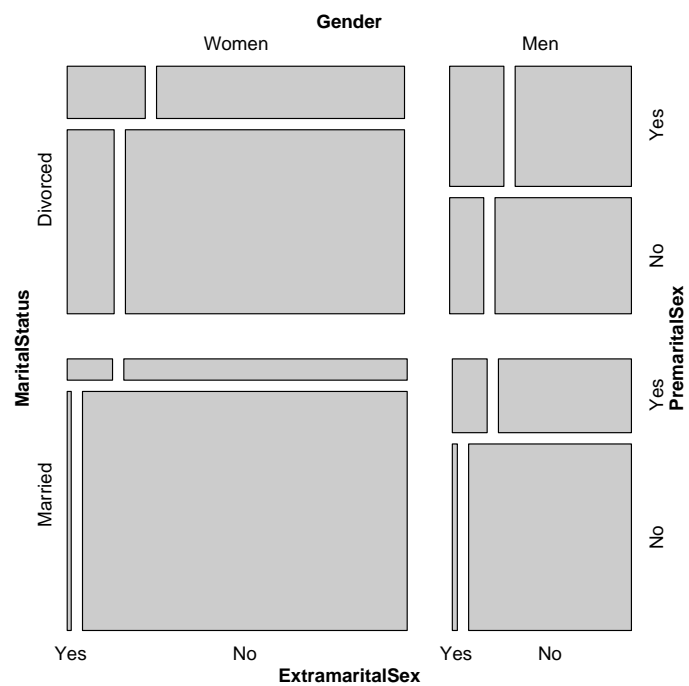 Gender
Women Men
Divorced
Married
MaritalStatus
Yes
No
Yes
No
PremaritalSex
Yes No Yes No
ExtramaritalSex